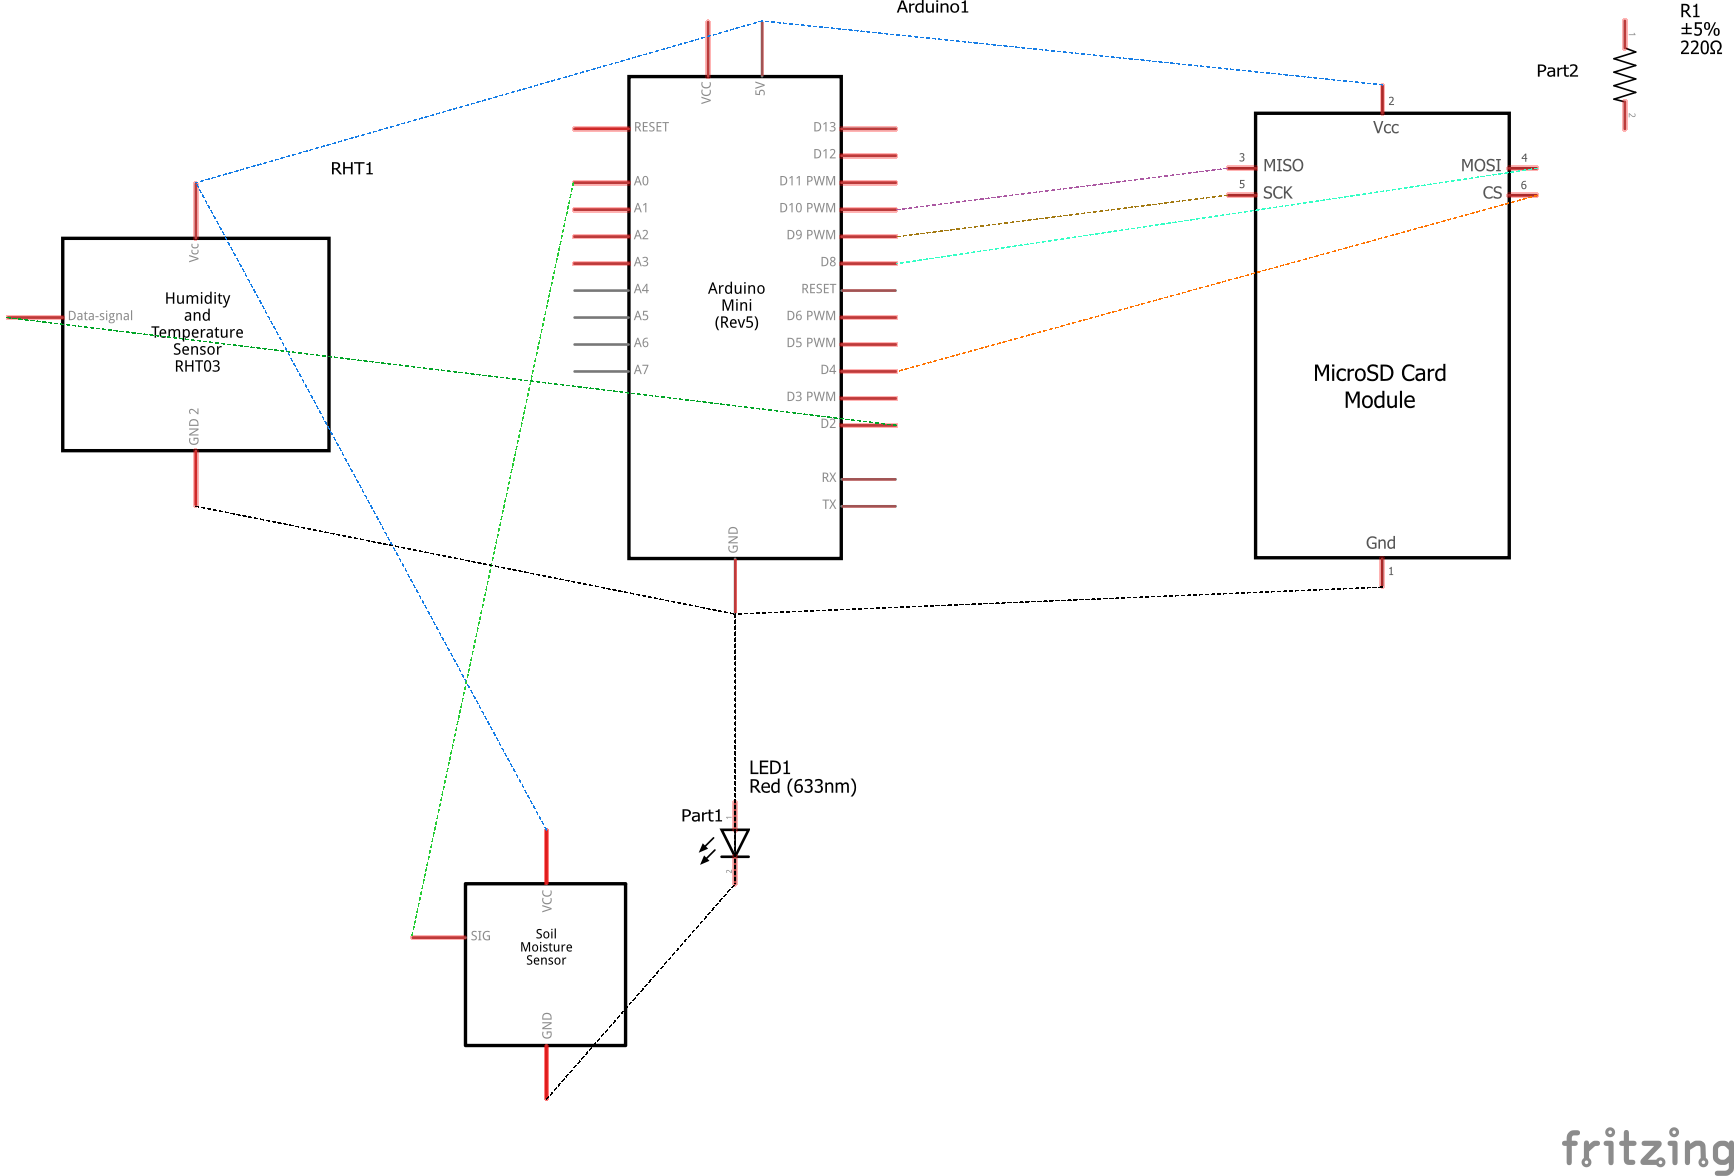 Arduino1
R1
±5%
220Ω
Part2
1
2
VCC
5V
RESET
A0
A1
A2
A3
A4
A5
A6
A7
D13
D12
D11 PWM
D10 PWM
D9 PWM
D8
RESET
D6 PWM
D5 PWM
D4
D3 PWM
D2
RX
TX
GND
Arduino
Mini
(Rev5)
2
Vcc
3
MISO
5
SCK
MOSI
4
CS
6
MicroSD Card
Module
Gnd
1
RHT1
Vcc
Humidity
and
Temperature
Sensor
RHT03
Data-signal
GND 2
LED1
Red (633nm)
Part1
1
2
VCC
SIG
Soil
Moisture
Sensor
GND
fritzing